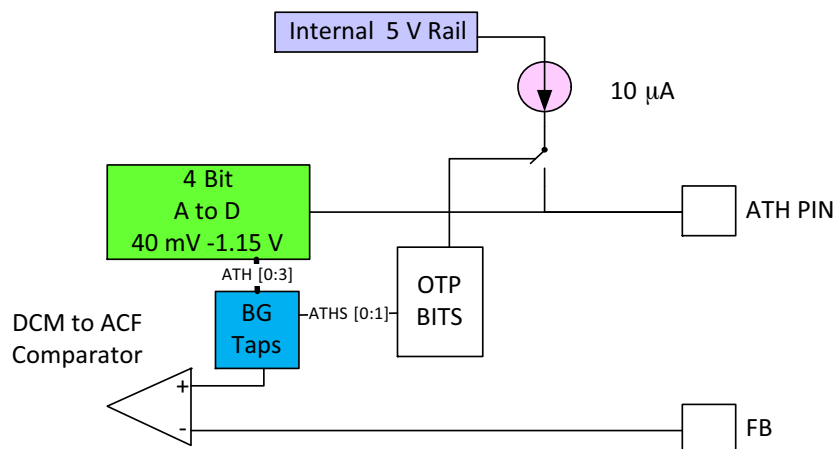 Internal 5 V Rail
10 μA
4 Bit
A to D
40 mV -1.15 V
ATH PIN
ATH [0:3]
BG
Taps
ATHS [0:1]
OTP
BITS
DCM to ACF
Comparator
+
-
FB